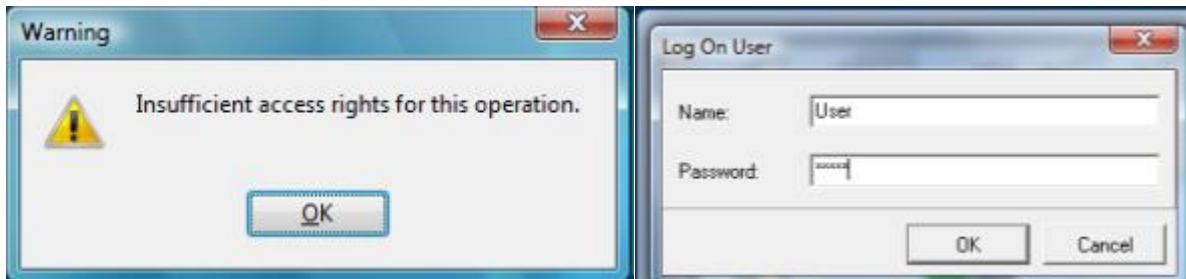 Warning
Insufficient access rights for this operation.
OK
Log On User
Name:
User
Password:
*****
OK
Cancel